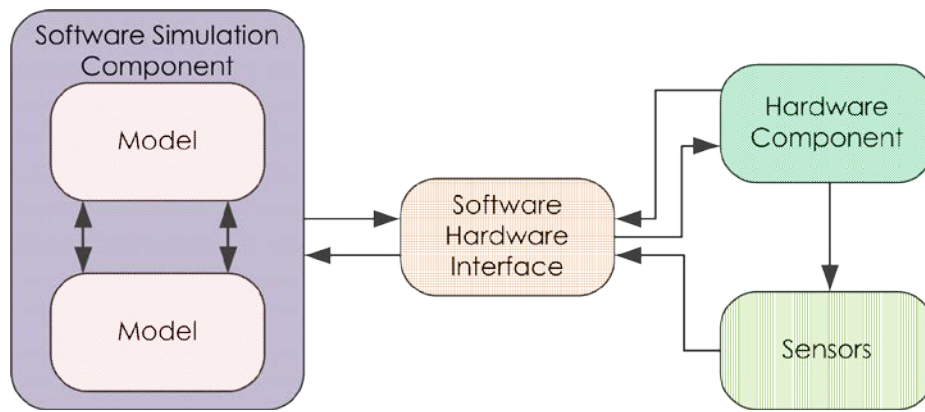 Software Simulation
Component
Model
Model
Software
Hardware
Interface
Hardware
Component
Sensors